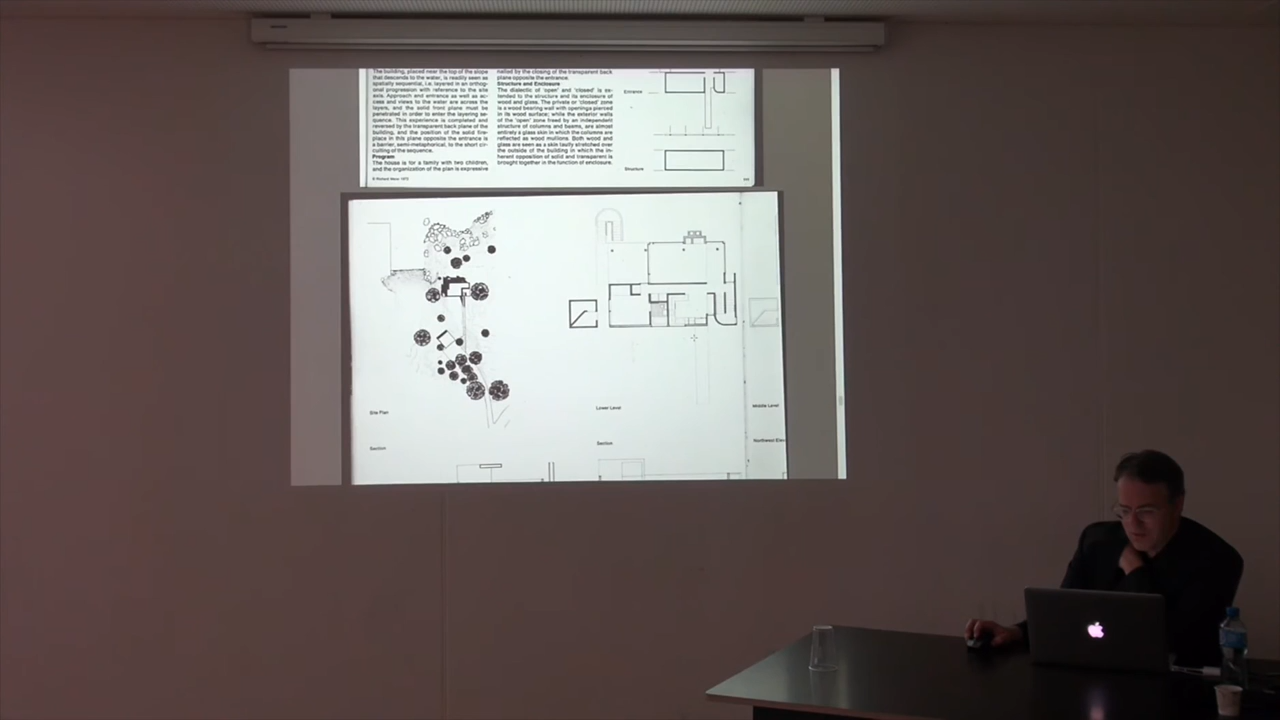 The building, placed near the top of the slope
that descends to the water, is readily seen as
spatially sequential, i.e. layered in an orthog-
onal progression with reference to the site
axis. Approach and entrance as well as ac-
cess and views to the water are across the
layers, and the solid front plane must be
penetrated in order to enter the layering se-
quence. This experience is completed and
reversed by the transparent back plane of the
building, and the position of the solid fire-
place in this plane opposite the entrance is
a barrier, semi-metaphorical, to the short cir-
cuiting of the sequence.
Program
The house is for a family with two children,
and the organization of the plan is expressive
nalled by the closing of the transparent back
plane opposite the entrance.
Structure and Enclosure
The dialectic of 'open' and 'closed' is ex-
tended to the structure and its enclosure of
wood and glass. The private or 'closed' zone
is a wood bearing wall with openings pierced
in its wood surface; while the exterior walls
of the 'open' zone freed by an independent
structure of columns and beams, are almost
entirely a glass skin in which the columns are
reflected as wood mullions. Both wood and
glass are seen as a skin tautly stretched over
the outside of the building in which the in-
herent opposition of solid and transparent is
brought together in the function of enclosure.
Entrance
Structure
© Richard Meier 1972
Site Plan
Lower Level
Middle Level
Section
Section
Northwest Elev